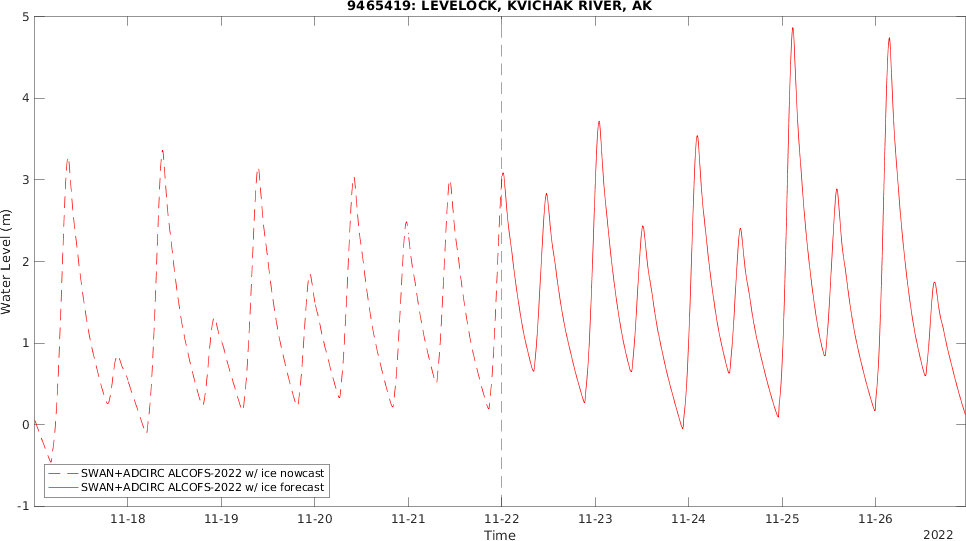 9465419: LEVELOCK, KVICHAK RIVER, AK
5
4
3
2
1
0
-1
Water Level (m)
SWAN+ADCIRC ALCOFS-2022 w/ ice nowcast
SWAN+ADCIRC ALCOFS-2022 w/ ice forecast
11-18 11-19 11-20 11-21 11-22 11-23 11-24 11-25 11-26
Time
2022